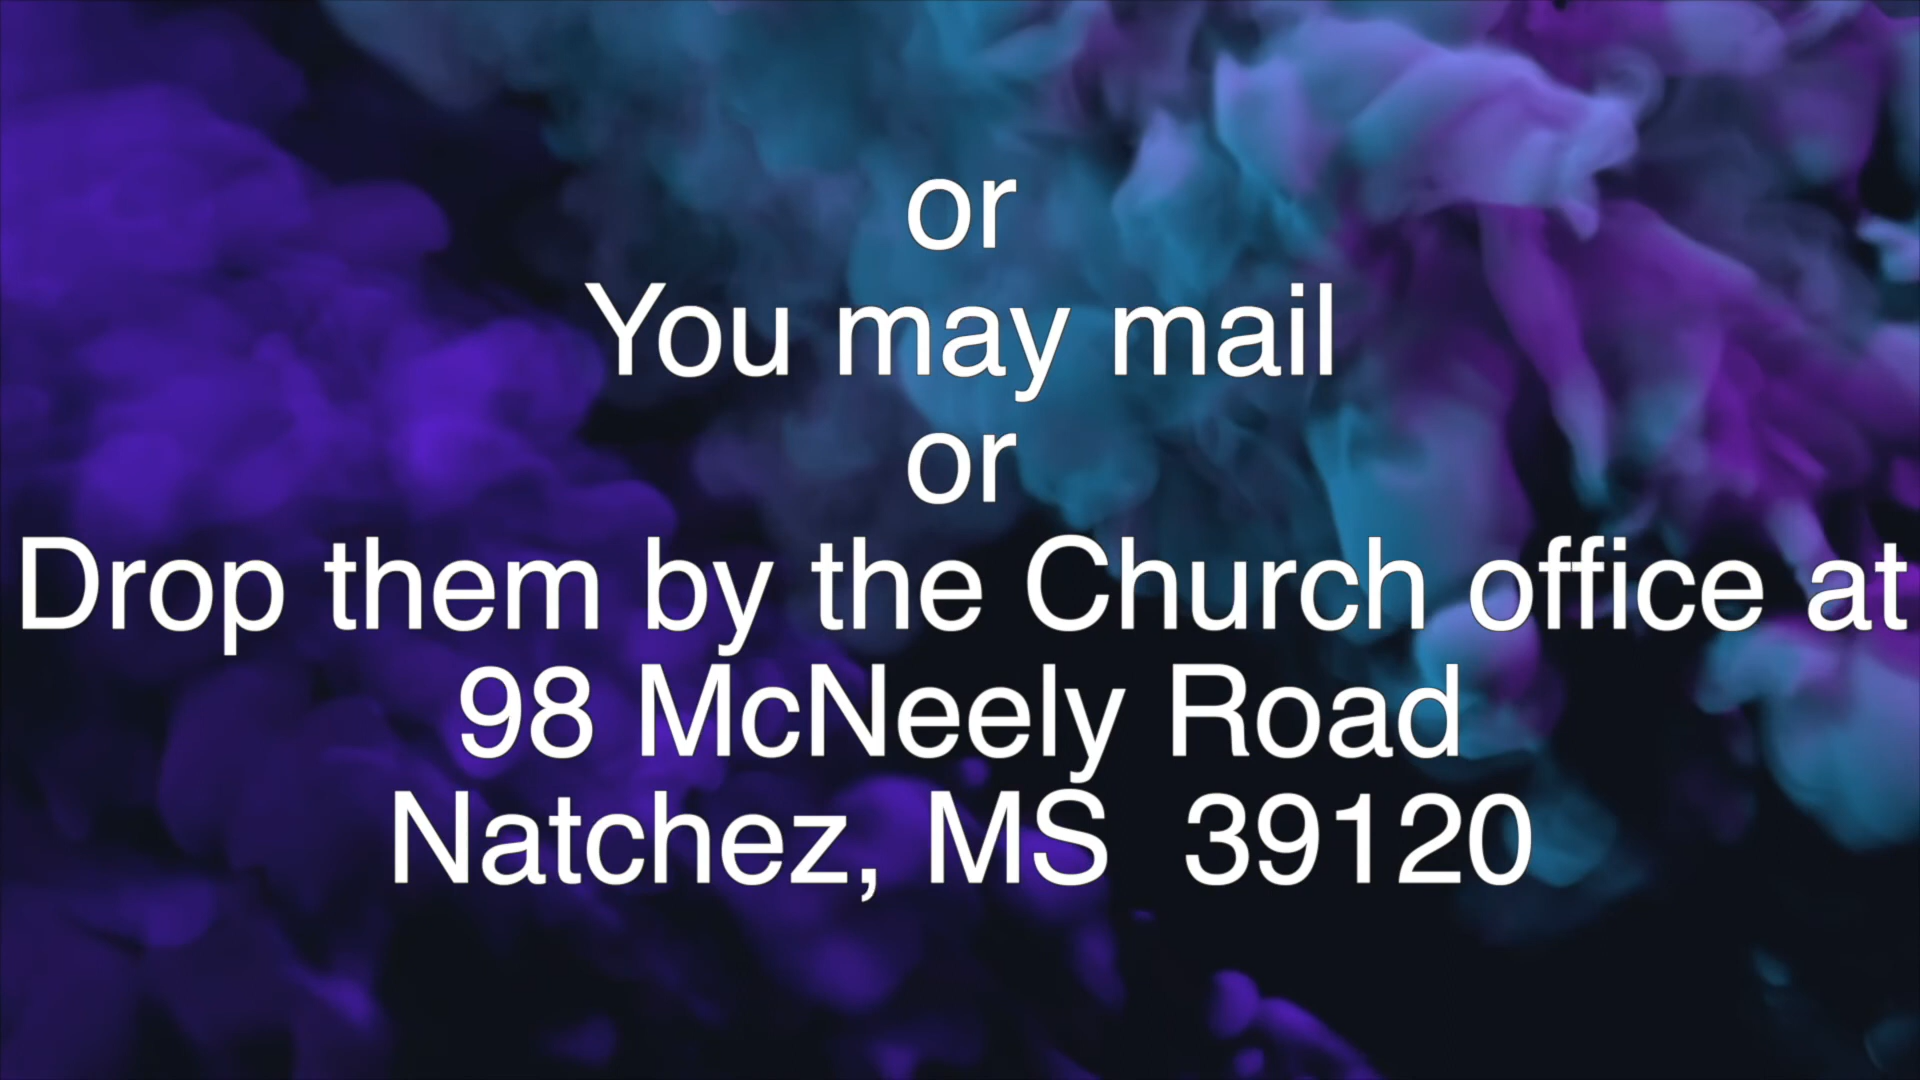 or
You may mail
or
Drop them by the Church office at
98 McNeely Road
Natchez, MS  39120